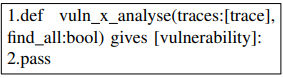 1.def vuln_x_analyse(traces:[trace],
find_all:bool) gives [vulnerability]:
2.pass